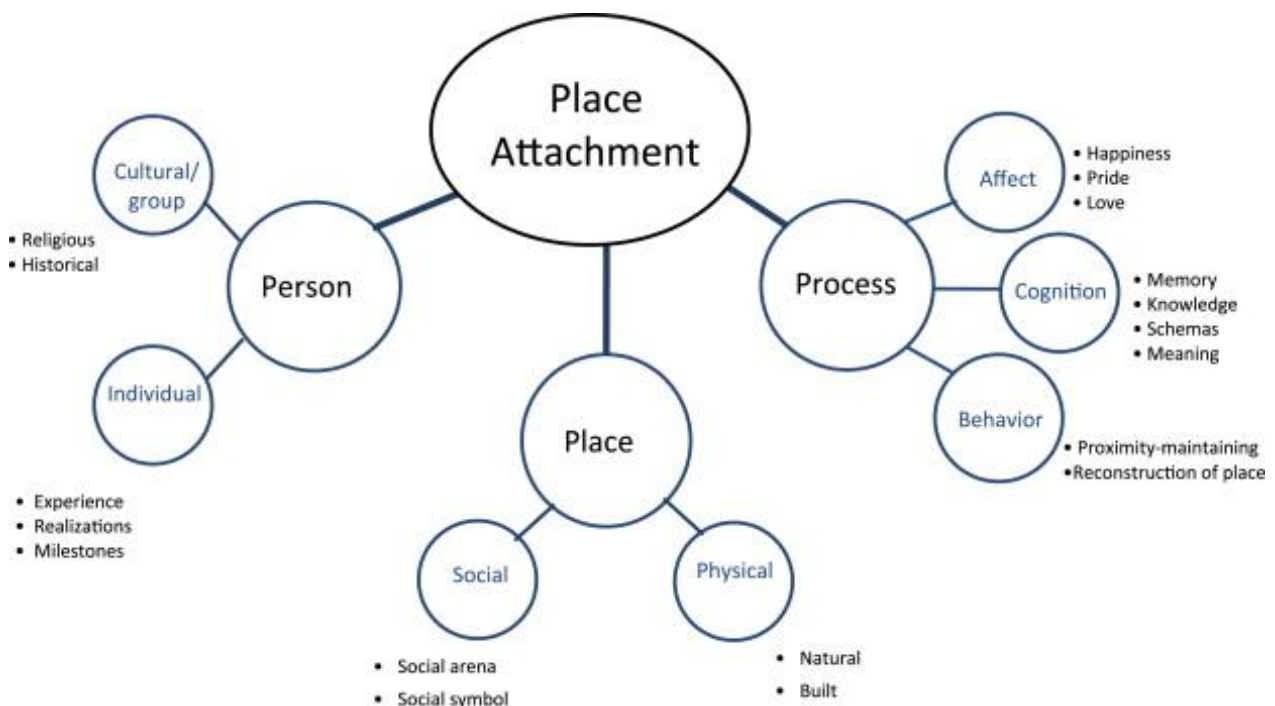 Place
Attachment
Cultural/
group
• Religious
• Historical
Person
Individual
• Experience
• Realizations
• Milestones
Place
Social
• Social arena
• Social symbol
Physical
• Natural
• Built
Process
Affect
• Happiness
• Pride
• Love
Cognition
• Memory
• Knowledge
• Schemas
• Meaning
Behavior
• Proximity-maintaining
•Reconstruction of place